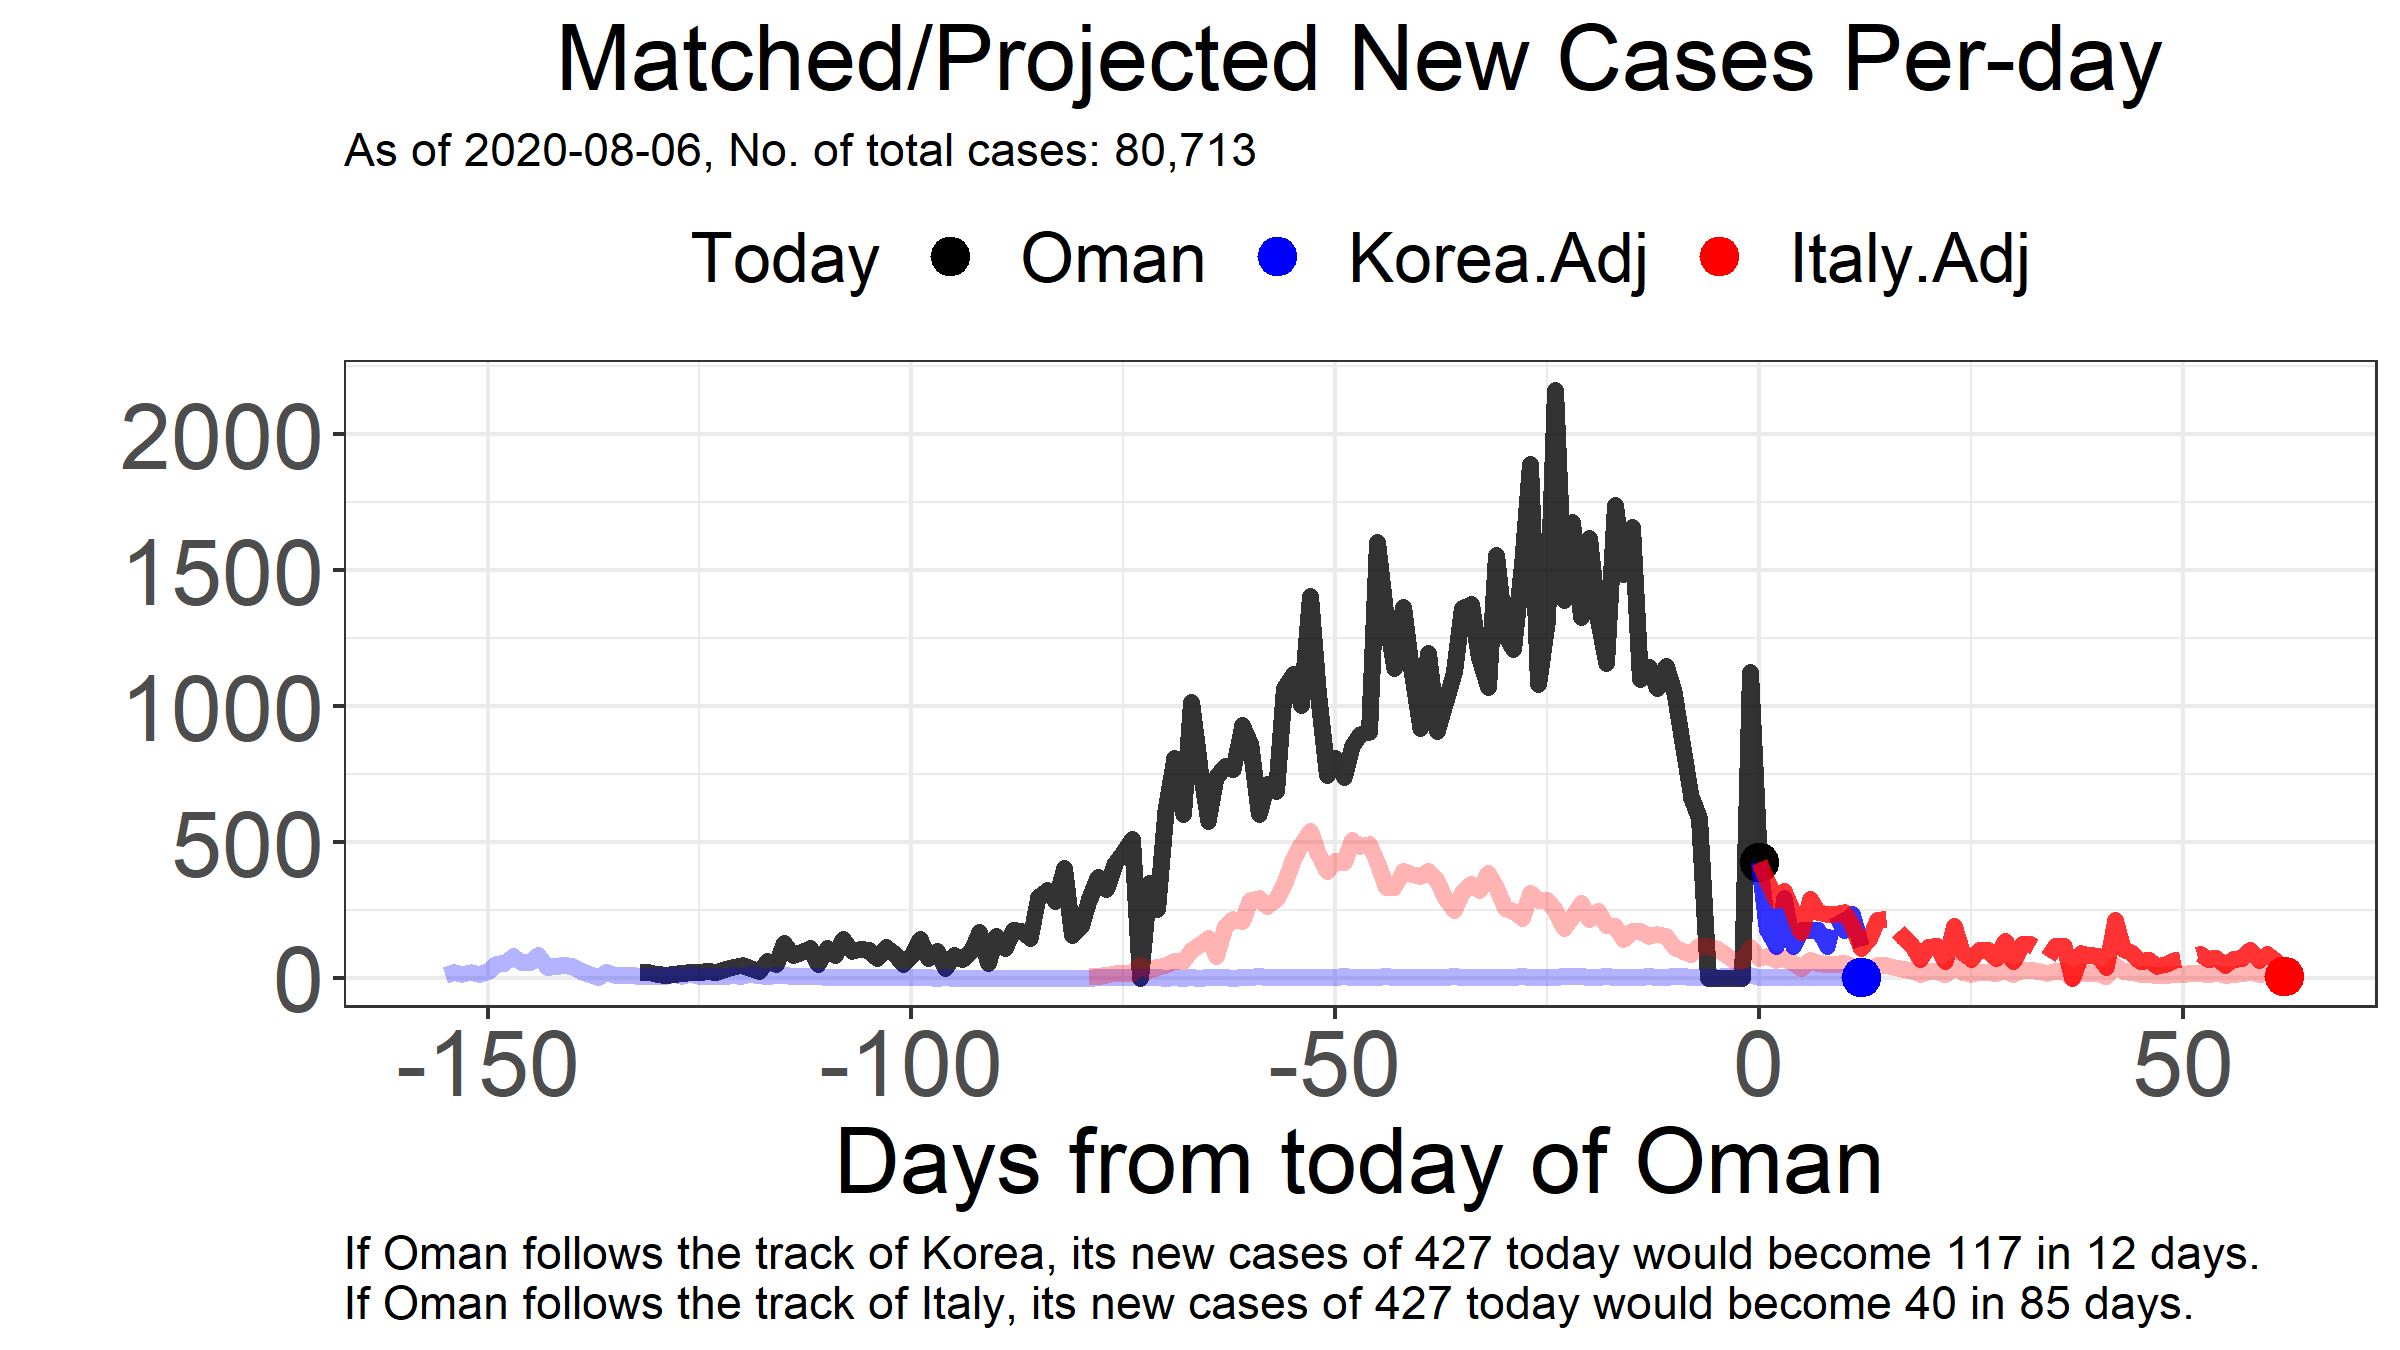 Matched/Projected New Cases Per-day
As of 2020-08-06, No. of total cases: 80,713
Today Oman Korea.Adj Italy.Adj
2000
1500
1000
500
0
-150 -100 -50 0 50
Days from today of Oman
If Oman follows the track of Korea, its new cases of 427 today would become 117 in 12 days.
If Oman follows the track of Italy, its new cases of 427 today would become 40 in 85 days.